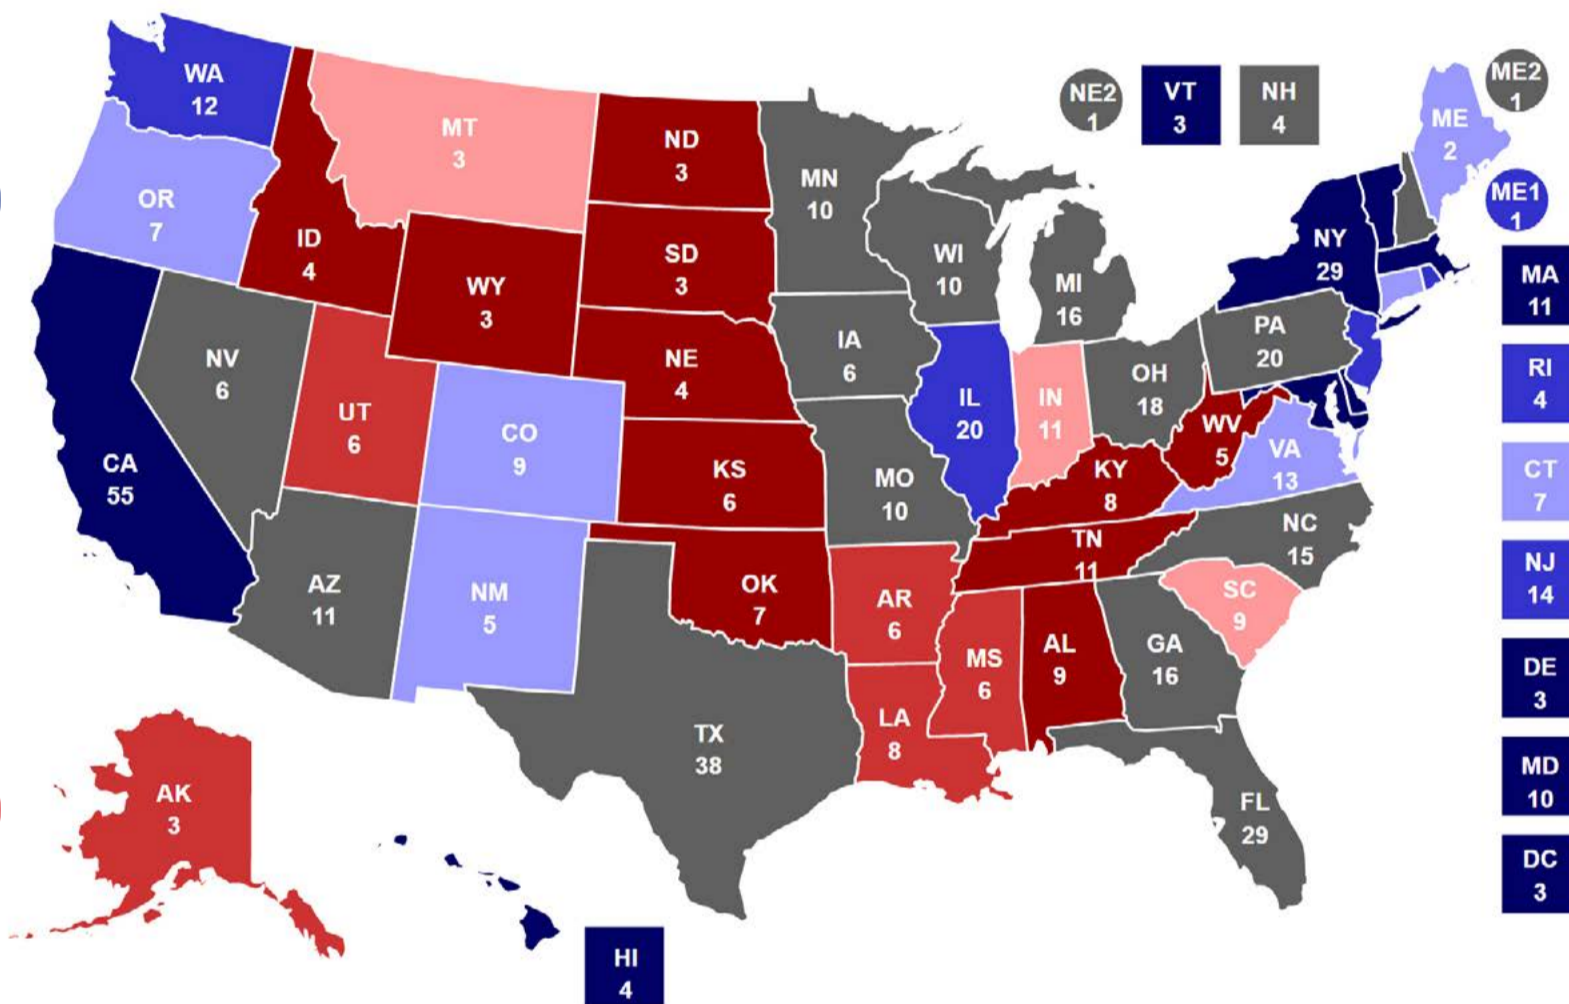 WA
12
OR
7
CA
55
NV
6
ID
4
MT
3
WY
3
UT
6
AZ
11
CO
9
NM
5
ND
3
SD
3
NE
4
KS
6
OK
7
TX
38
MN
10
IA
6
MO
10
AR
6
LA
8
WI
10
IL
20
MS
6
MI
16
IN
11
KY
8
TN
11
AL
9
OH
18
WV
5
GA
16
FL
29
SC
9
NC
15
VA
13
PA
20
NY
29
ME
2
NE2
1
VT
3
NH
4
ME2
1
ME1
1
MA
11
RI
4
CT
7
NJ
14
DE
3
MD
10
DC
3
AK
3
HI
4